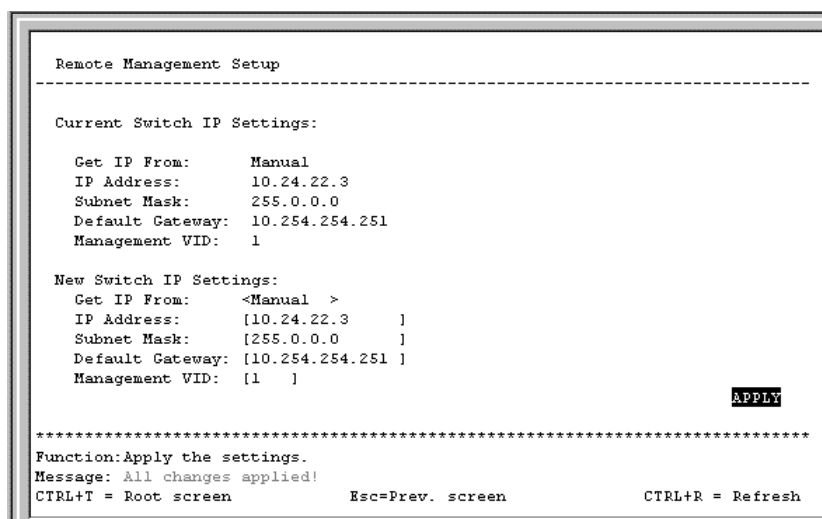 Remote Management Setup
--------------------------------------------------------------------------------
Current Switch IP Settings:
Get IP From: Manual
IP Address: 10.24.22.3
Subnet Mask: 255.0.0.0
Default Gateway: 10.254.254.251
Management VID: 1
New Switch IP Settings:
Get IP From: <Manual >
IP Address: [10.24.22.3 ]
Subnet Mask: [255.0.0.0 ]
Default Gateway: [10.254.254.251 ]
Management VID: [1 ]
APPLY
********************************************************************************
Function:Apply the settings.
Message: All changes applied!
CTRL+T = Root screen Esc=Prev. screen CTRL+R = Refresh